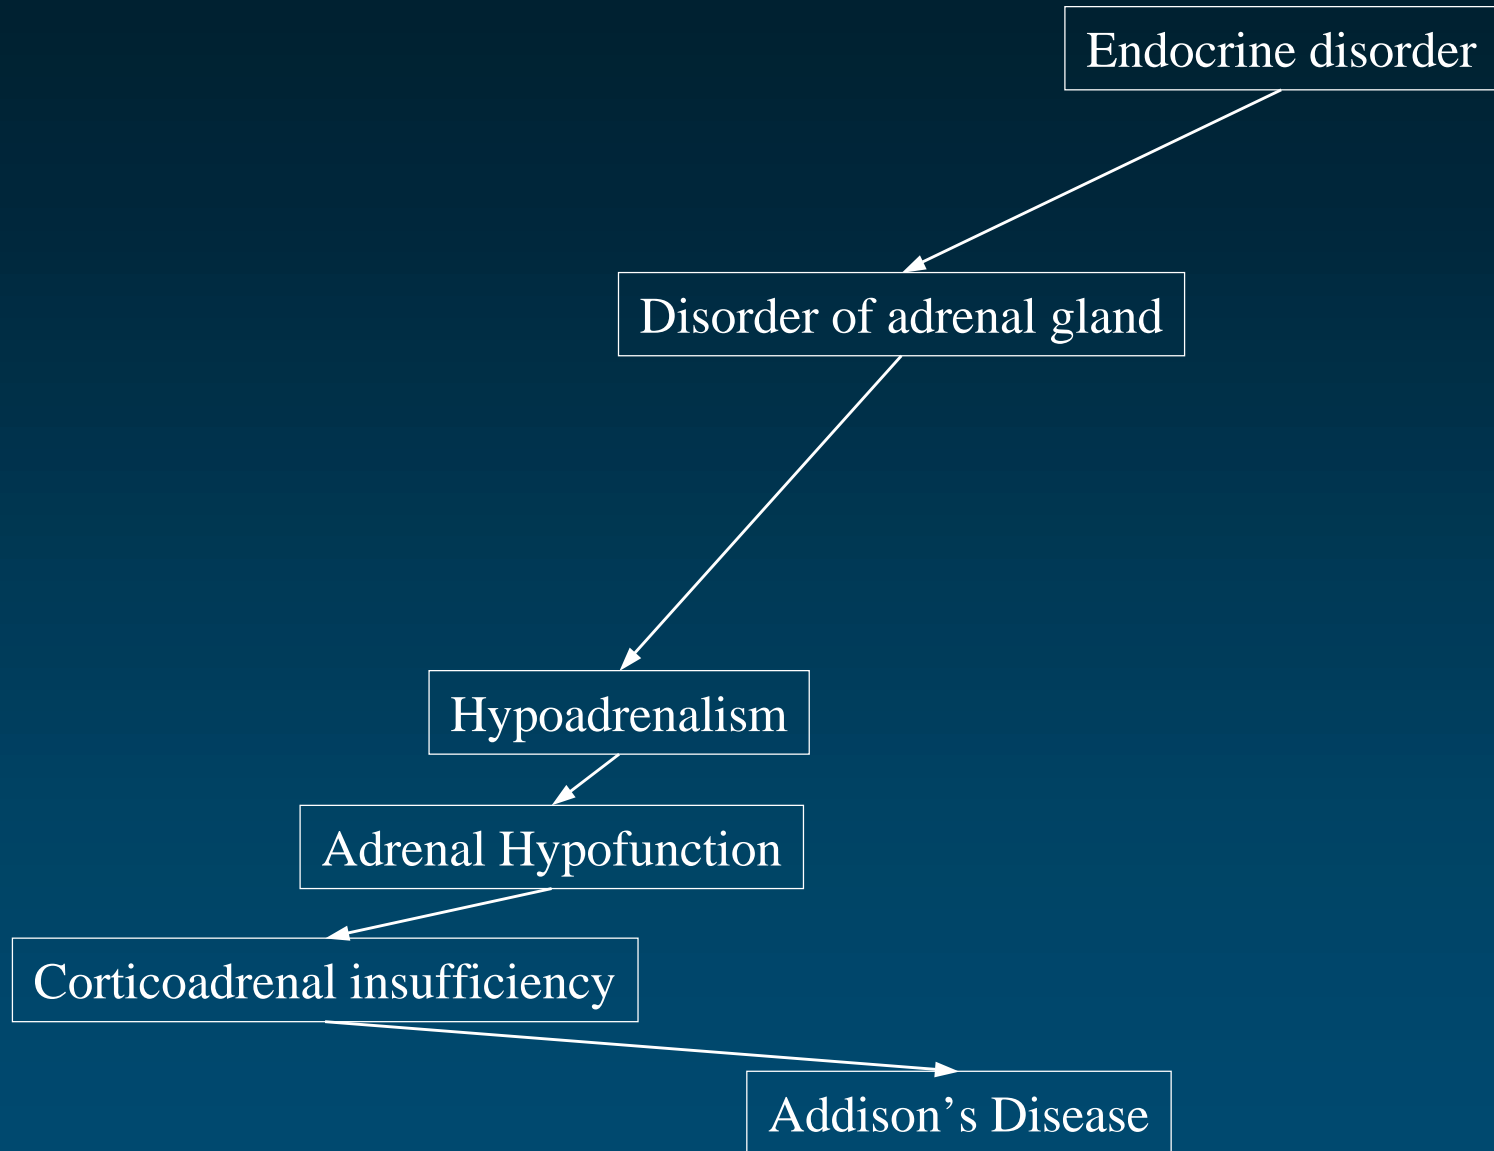 Endocrine disorder
Disorder of adrenal gland
Hypoadrenalism
Adrenal Hypofunction
Corticoadrenal insufficiency
Addison’s Disease